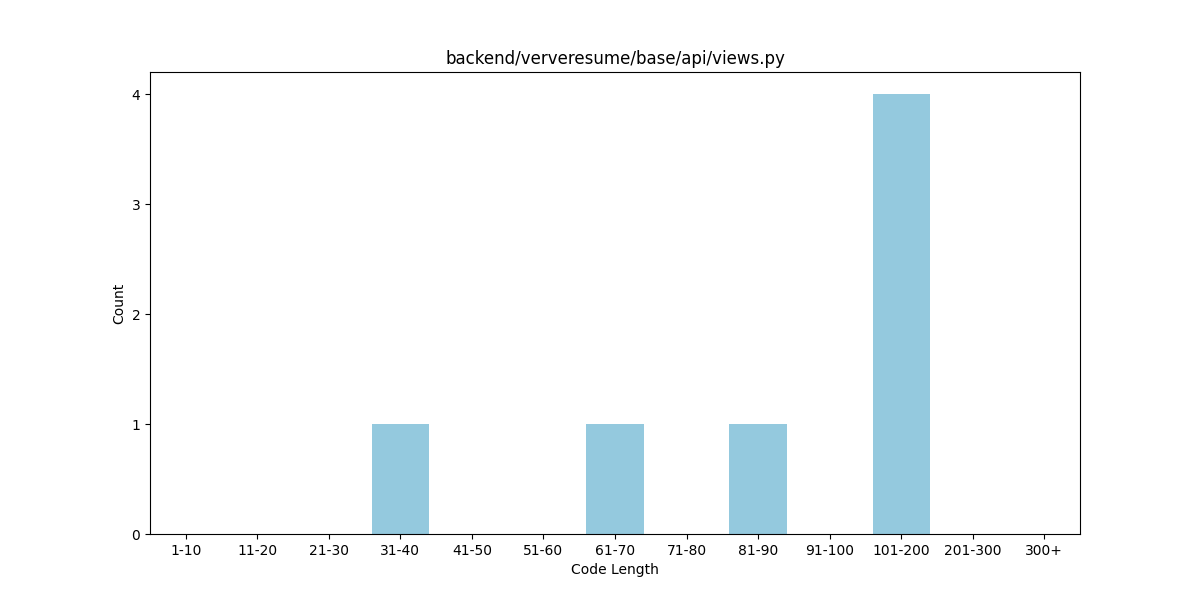 backend/ververesume/base/api/views.py
Count
4
3
2
1
0
1-10 11-20 21-30 31-40 41-50 51-60 61-70 71-80 81-90 91-100 101-200 201-300 300+
Code Length